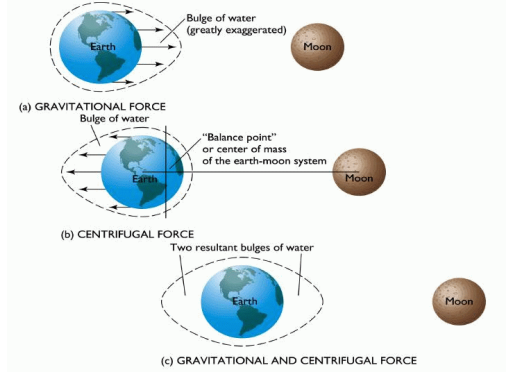 Bulge of water
(greatly exaggerated)
Earth
Moon
(a) GRAVITATIONAL FORCE
Bulge of water
"Balance point"
or center of mass
of the earth-moon system
Earth
Moon
(b) CENTRIFUGAL FORCE
Two resultant bulges of water
Earth
Moon
(c) GRAVITATIONAL AND CENTRIFUGAL FORCE